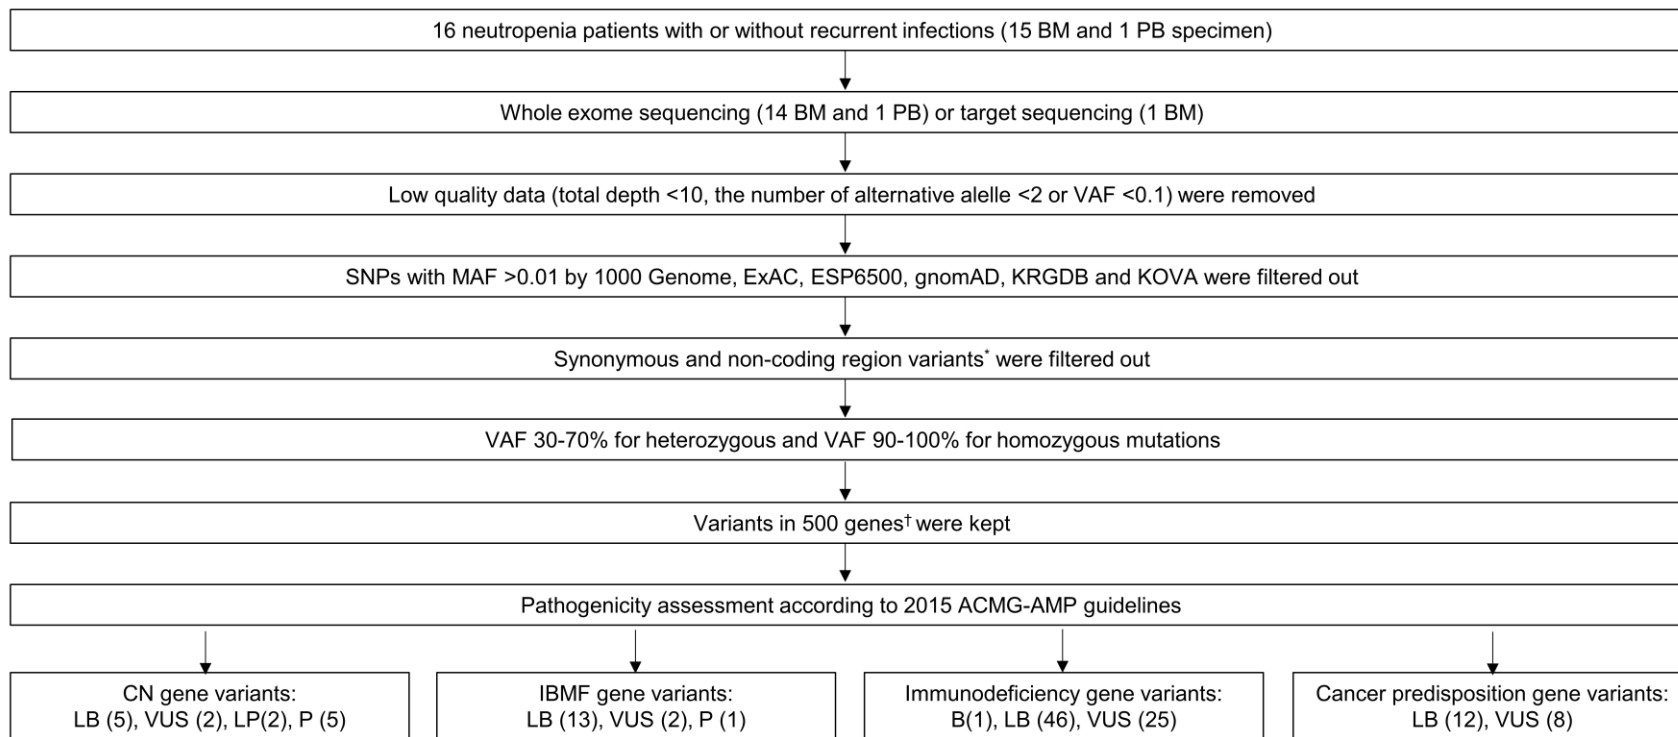 16 neutropenia patients with or without recurrent infections (15 BM and 1 PB specimen)
Whole exome sequencing (14 BM and 1 PB) or target sequencing (1 BM)
Low quality data (total depth <10, the number of alternative alelle <2 or VAF <0.1) were removed
SNPs with MAF >0.01 by 1000 Genome, ExAC, ESP6500, gnomAD, KRGDB and KOVA were filtered out
Synonymous and non-coding region variants* were filtered out
VAF 30-70% for heterozygous and VAF 90-100% for homozygous mutations
Variants in 500 genes† were kept
Pathogenicity assessment according to 2015 ACMG-AMP guidelines
CN gene variants:
LB (5), VUS (2), LP(2), P (5)
IBMF gene variants:
LB (13), VUS (2), P (1)
Immunodeficiency gene variants:
B(1), LB (46), VUS (25)
Cancer predisposition gene variants:
LB (12), VUS (8)